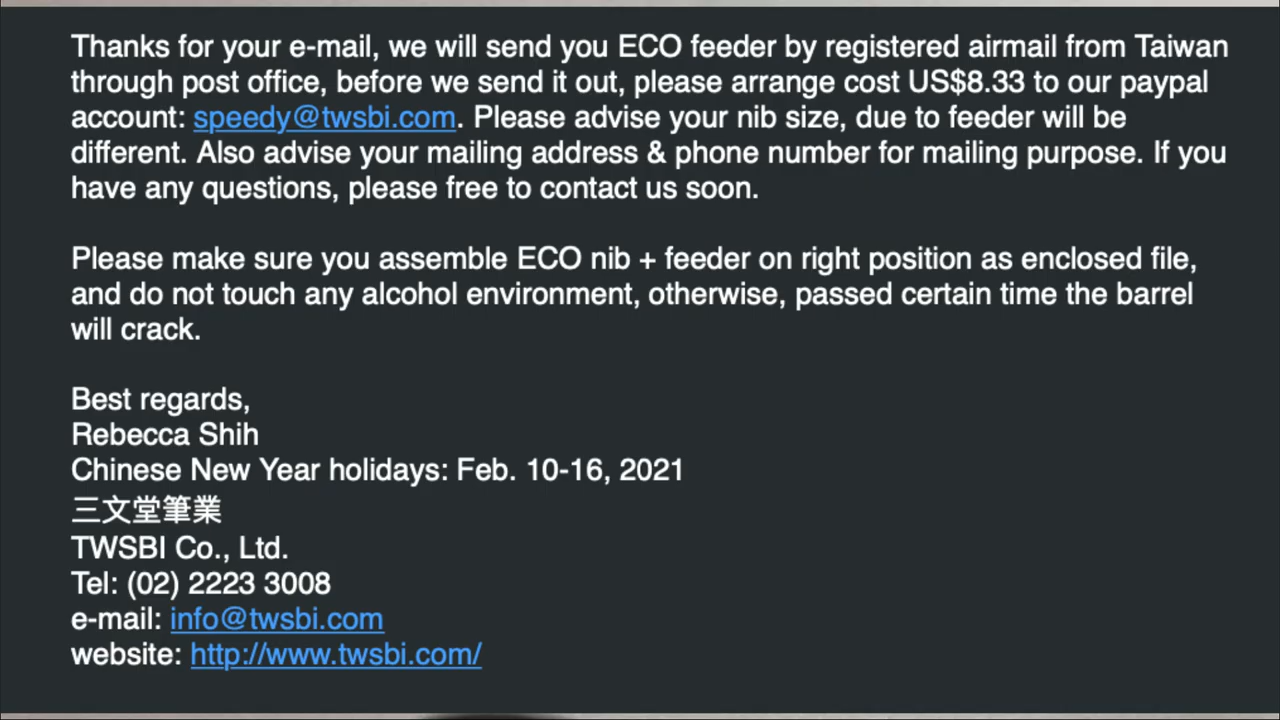 Thanks for your e-mail, we will send you ECO feeder by registered airmail from Taiwan
through post office, before we send it out, please arrange cost US$8.33 to our paypal
account: speedy@twsbi.com. Please advise your nib size, due to feeder will be
different. Also advise your mailing address & phone number for mailing purpose. If you
have any questions, please free to contact us soon.
Please make sure you assemble ECO nib + feeder on right position as enclosed file,
and do not touch any alcohol environment, otherwise, passed certain time the barrel
will crack.
Best regards,
Rebecca Shih
Chinese New Year holidays: Feb. 10-16, 2021
三文堂筆業
TWSBI Co., Ltd.
Tel: (02) 2223 3008
e-mail: info@twsbi.com
website: http://www.twsbi.com/